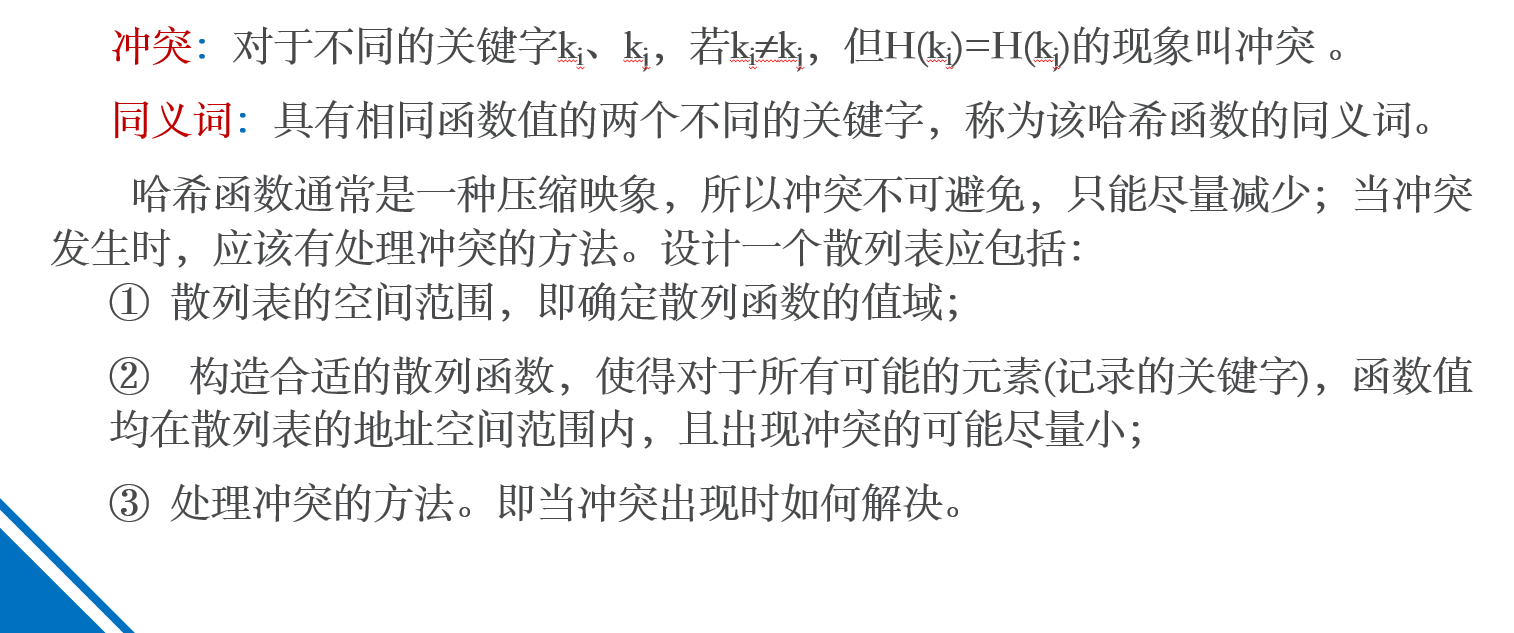 冲突：对于不同的关键字kᵢ、kⱼ，若kᵢ≠kⱼ，但H(kᵢ)=H(kⱼ)的现象叫冲突 。
同义词：具有相同函数值的两个不同的关键字，称为该哈希函数的同义词。
哈希函数通常是一种压缩映象，所以冲突不可避免，只能尽量减少；当冲突
发生时，应该有处理冲突的方法。设计一个散列表应包括：
① 散列表的空间范围，即确定散列函数的值域；
② 构造合适的散列函数，使得对于所有可能的元素(记录的关键字)，函数值
均在散列表的地址空间范围内，且出现冲突的可能尽量小；
③ 处理冲突的方法。即当冲突出现时如何解决。